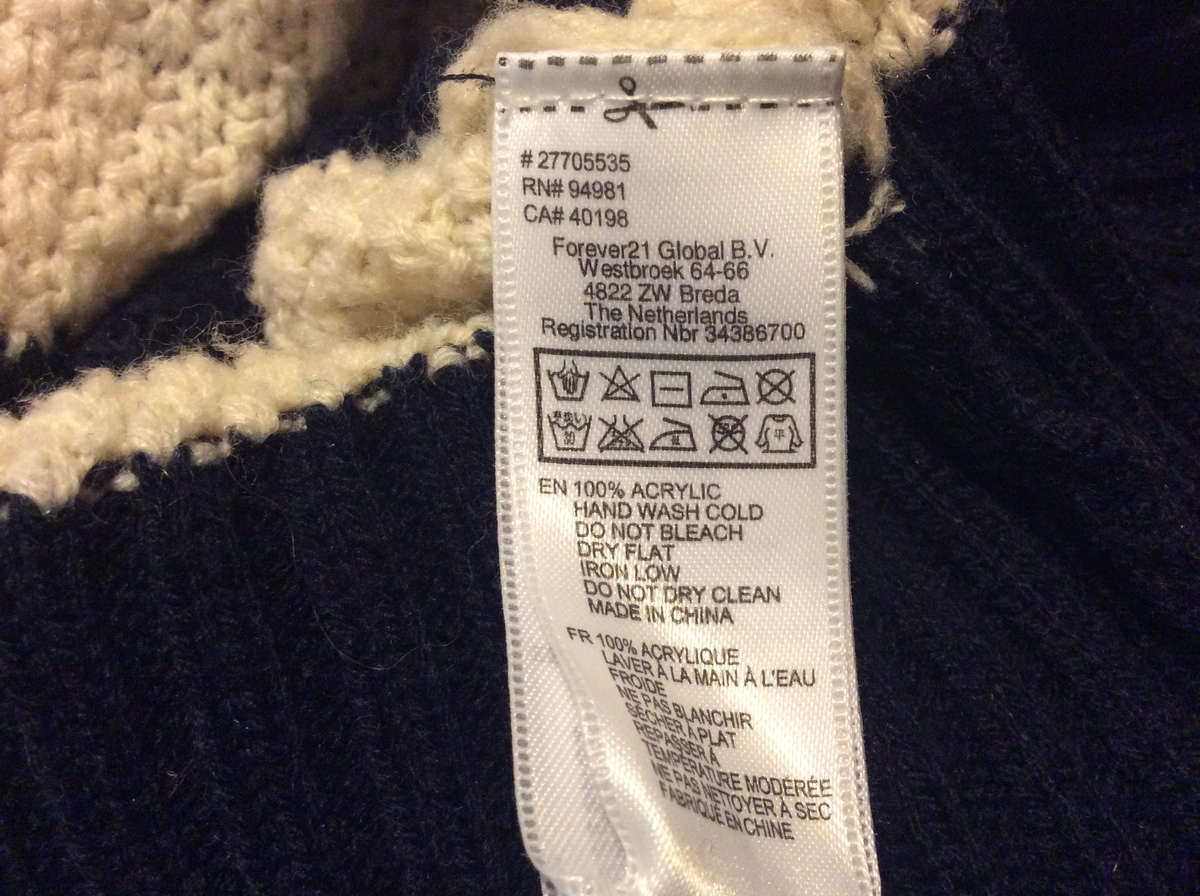 # 27705535
RN# 94981
CA# 40198
Forever21 Global B.V.
Westbroek 64-66
4822 ZW Breda
The Netherlands
Registration Nbr 34386700
EN 100% ACRYLIC
HAND WASH COLD
DO NOT BLEACH
DRY FLAT
IRON LOW
DO NOT DRY CLEAN
MADE IN CHINA
FR 100% ACRYLIQUE
LAVER À LA MAIN À L'EAU
FROIDE
NE PAS BLANCHIR
SÉCHER À PLAT
REPASSER À
TEMPÉRATURE MODÉRÉE
NE PAS NETTOYER À SEC
FABRIQUÉ EN CHINE